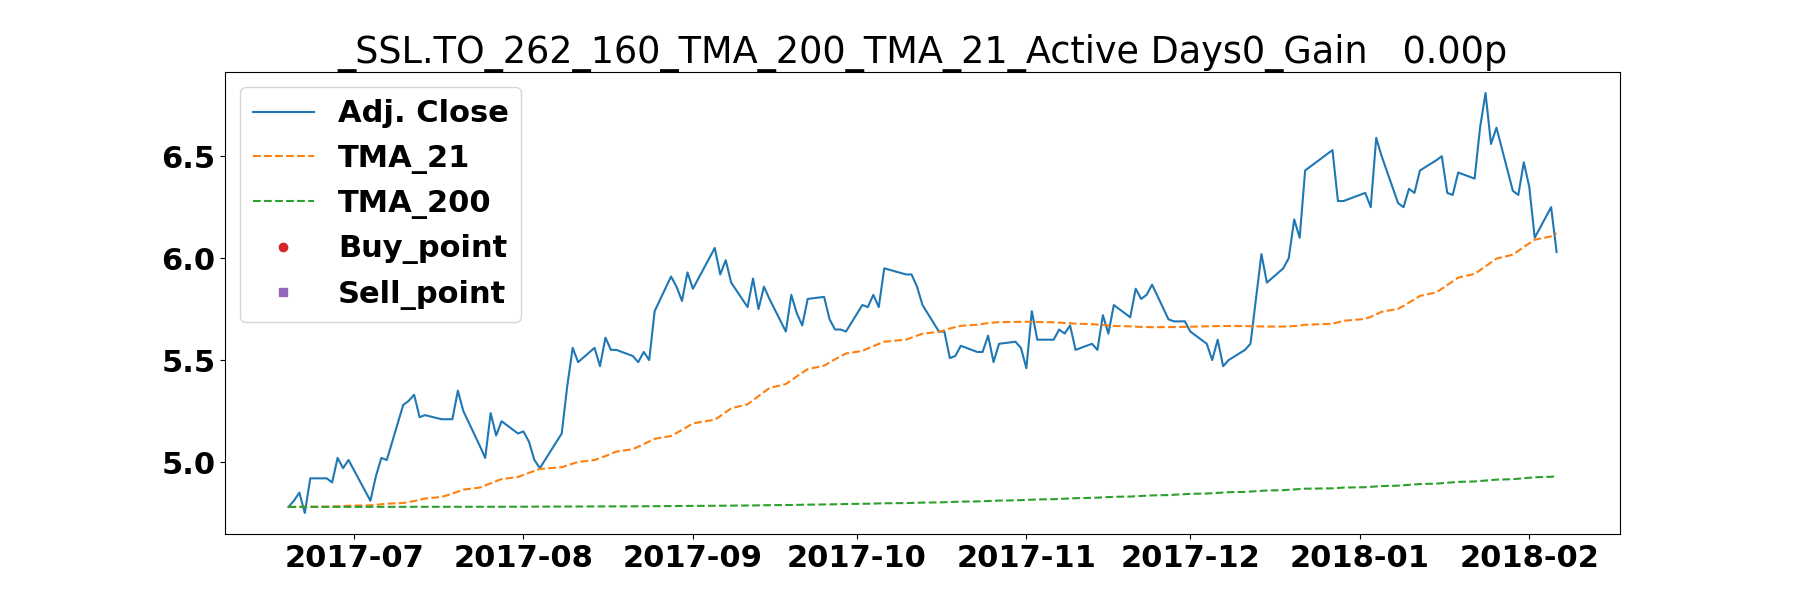 _SSL.TO_262_160_TMA_200_TMA_21_Active Days0_Gain   0.00p
Adj. Close
TMA_21
TMA_200
Buy_point
Sell_point
6.5
6.0
5.5
5.0
2017-07 2017-08 2017-09 2017-10 2017-11 2017-12 2018-01 2018-02